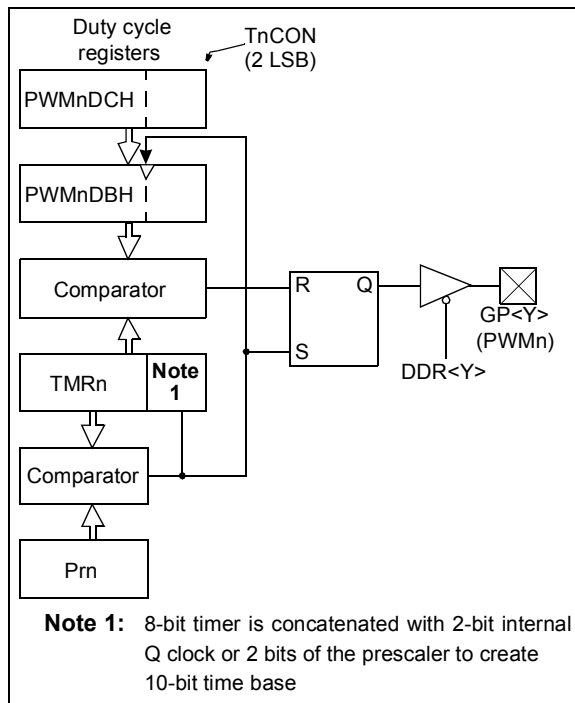 Duty cycle
registers
TnCON
(2 LSB)
PWMnDCH
PWMnDBH
Comparator
R
Q
S
GP<Y>
(PWMn)
DDR<Y>
TMRn
Note
1
Comparator
Prn
Note 1: 8-bit timer is concatenated with 2-bit internal
Q clock or 2 bits of the prescaler to create
10-bit time base